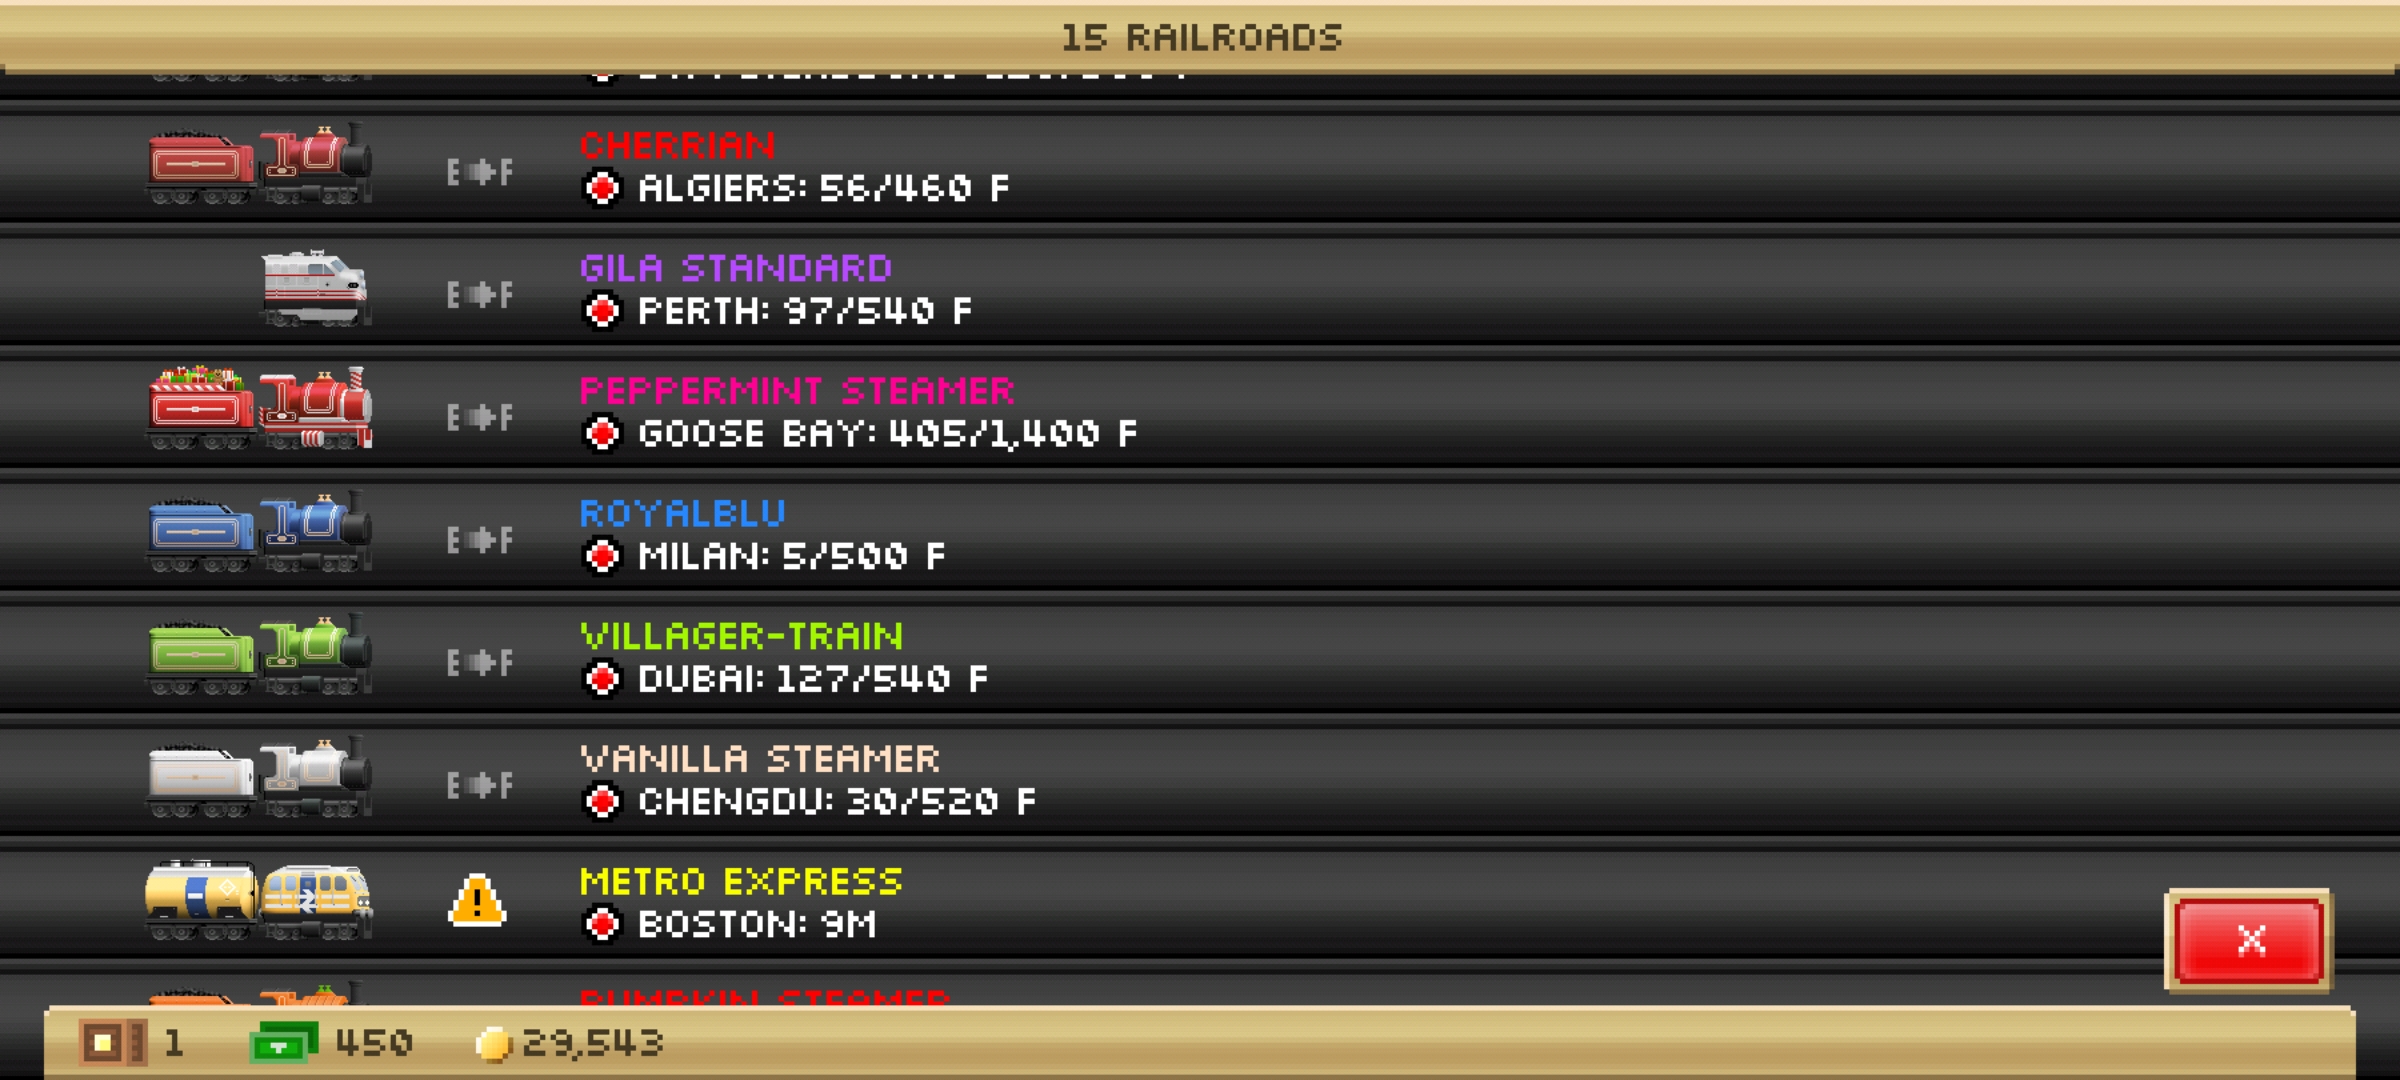 15 RAILROADS
CHERRIAN
E F
ALGIERS: 56/460 F
GILA STANDARD
E F
PERTH: 97/540 F
PEPPERMINT STEAMER
E F
GOOSE BAY: 405/1,400 F
ROYALBLU
E F
MILAN: 5/500 F
VILLAGER-TRAIN
E F
DUBAI: 127/540 F
VANILLA STEAMER
E F
CHENGDU: 30/520 F
METRO EXPRESS
!
BOSTON: 9M
PUMPKIN STEAMER
X
1 450 29,543